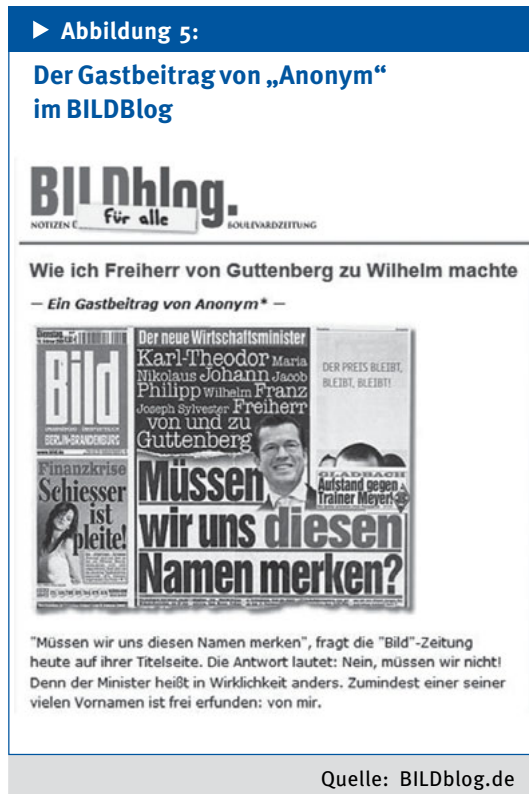 ▶ Abbildung 5:
Der Gastbeitrag von „Anonym“
im BILDBlog
BILDblog.
für alle
NOTIZEN Ü
BOULEVARDZEITUNG
Wie ich Freiherr von Guttenberg zu Wilhelm machte
— Ein Gastbeitrag von Anonym* —
Dienstag
Bild
BERLIN-BRANDENBURG
Finanzkrise
Schiesser
ist
pleite!
Der neue Wirtschaftsminister
Karl-Theodor Maria
Nikolaus Johann Jacob
Philipp Wilhelm Franz
Joseph Sylvester Freiherr
von und zu
Guttenberg
Müssen
wir uns diesen
Namen merken?
DER PREIS BLEIBT,
BLEIBT, BLEIBT!
GLADBACH
Aufstand gegen
Trainer Meyer!
"Müssen wir uns diesen Namen merken", fragt die "Bild"-Zeitung
heute auf ihrer Titelseite. Die Antwort lautet: Nein, müssen wir nicht!
Denn der Minister heißt in Wirklichkeit anders. Zumindest einer seiner
vielen Vornamen ist frei erfunden: von mir.
Quelle: BILDblog.de